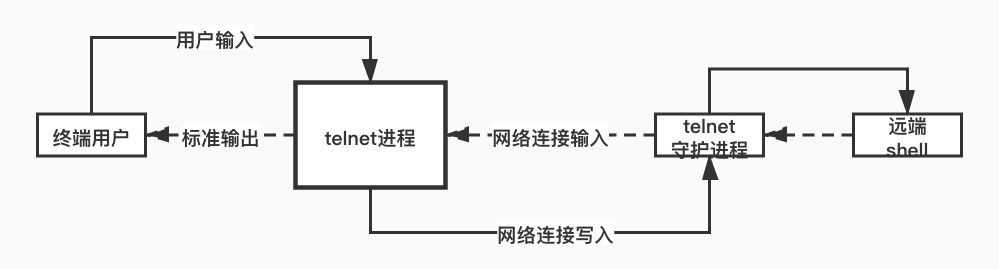 用户输入
终端用户
标准输出
telnet进程
网络连接输入
telnet
守护进程
远端
shell
网络连接写入